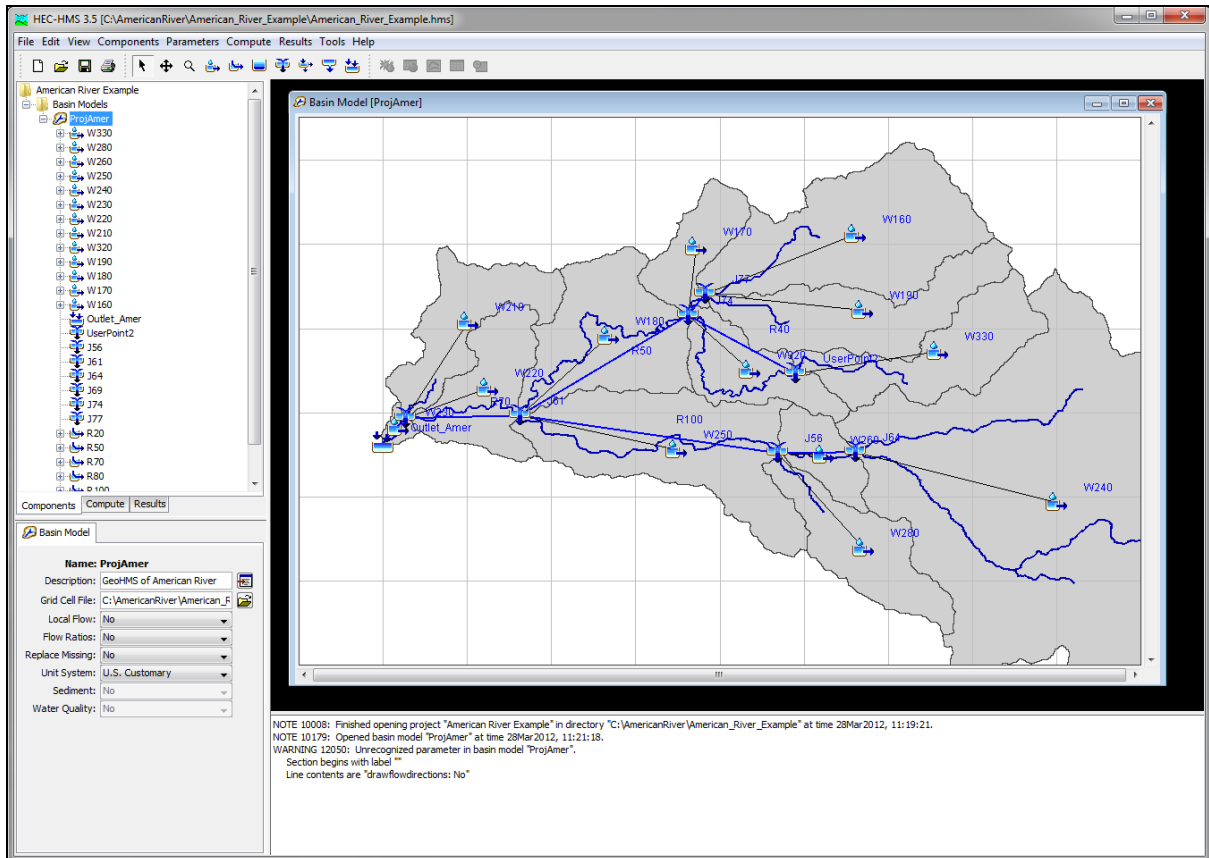 HEC-HMS 3.5 [C:\AmericanRiver\American_River_Example\American_River_Example.hms]
File Edit View Components Parameters Compute Results Tools Help
American River Example
Basin Models
ProjAmer
W330
W280
W260
W250
W240
W230
W220
W210
W320
W190
W180
W170
W160
Outlet_Amer
UserPoint2
J56
J61
J64
J69
J74
J77
R20
R50
R70
R80
R100
Components Compute Results
Basin Model
Name: ProjAmer
Description: GeoHMS of American River
Grid Cell File: C:\AmericanRiver\American_R
Local Flow: No
Flow Ratios: No
Replace Missing: No
Unit System: U.S. Customary
Sediment: No
Water Quality: No
Basin Model [ProjAmer]
W160
W170
J77
J74
W190
W210
W180
R40
W330
R50
W320
UserPoint2
W220
R70
J61
W230
Outlet_Amer
R100
W250
J56
W260
J64
W240
W280
NOTE 10008: Finished opening project "American River Example" in directory "C:\AmericanRiver\American_River_Example" at time 28Mar2012, 11:19:21.
NOTE 10179: Opened basin model "ProjAmer" at time 28Mar2012, 11:21:18.
WARNING 12050: Unrecognized parameter in basin model "ProjAmer".
Section begins with label ""
Line contents are "drawflowdirections: No"